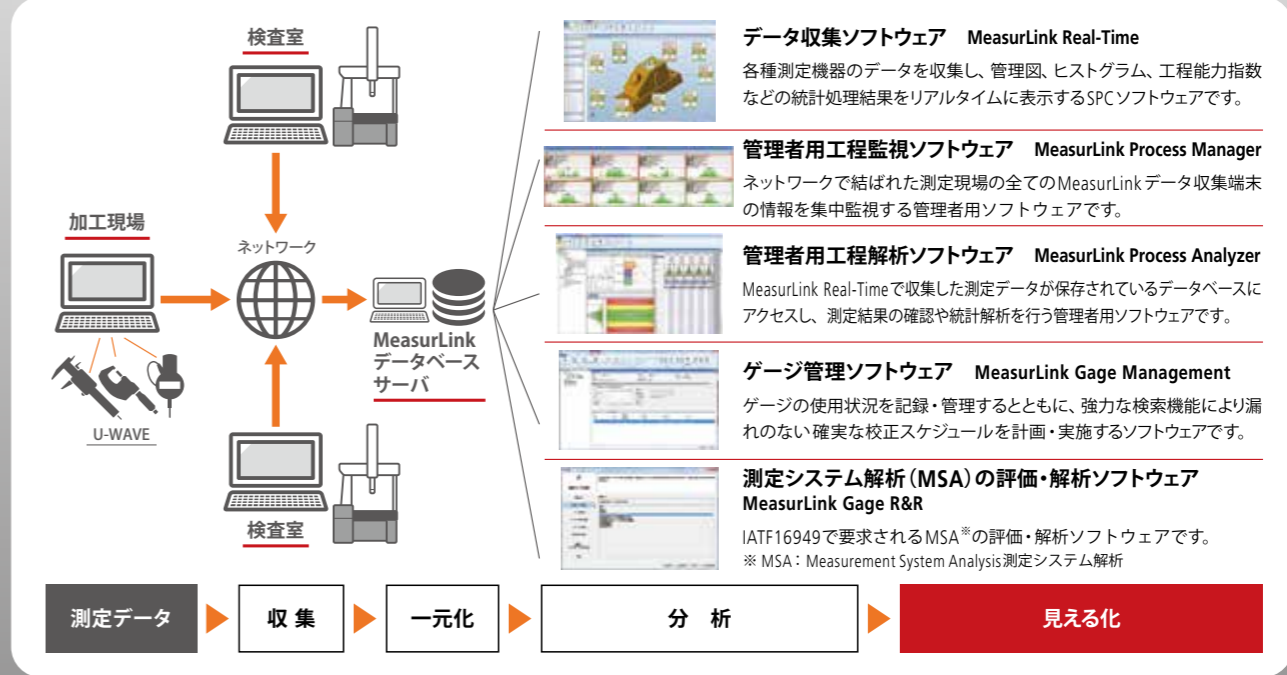 検査室
加工現場
U-WAVE
ネットワーク
検査室
MeasurLink
データベース
サーバ
データ収集ソフトウェア MeasurLink Real-Time
各種測定機器のデータを収集し、管理図、ヒストグラム、工程能力指数
などの統計処理結果をリアルタイムに表示するSPCソフトウェアです。
管理者用工程監視ソフトウェア MeasurLink Process Manager
ネットワークで結ばれた測定現場の全てのMeasurLinkデータ収集端末
の情報を集中監視する管理者用ソフトウェアです。
管理者用工程解析ソフトウェア MeasurLink Process Analyzer
MeasurLink Real-Timeで収集した測定データが保存されているデータベースに
アクセスし、測定結果の確認や統計解析を行う管理者用ソフトウェアです。
ゲージ管理ソフトウェア MeasurLink Gage Management
ゲージの使用状況を記録・管理するとともに、強力な検索機能により漏
れのない確実な校正スケジュールを計画・実施するソフトウェアです。
測定システム解析(MSA)の評価・解析ソフトウェア
MeasurLink Gage R&R
IATF16949で要求されるMSA※の評価・解析ソフトウェアです。
※ MSA：Measurement System Analysis測定システム解析
測定データ
収 集
一元化
分 析
見える化